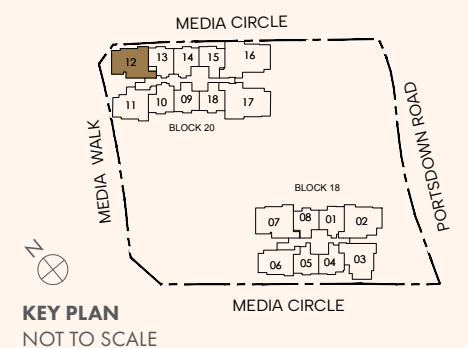 MEDIA CIRCLE
12 13 14 15 16
11 10 09 18 17
BLOCK 20
MEDIA WALK
PORTSDOWN ROAD
BLOCK 18
07 08 01 02
06 05 04 03
MEDIA CIRCLE
N
KEY PLAN
NOT TO SCALE